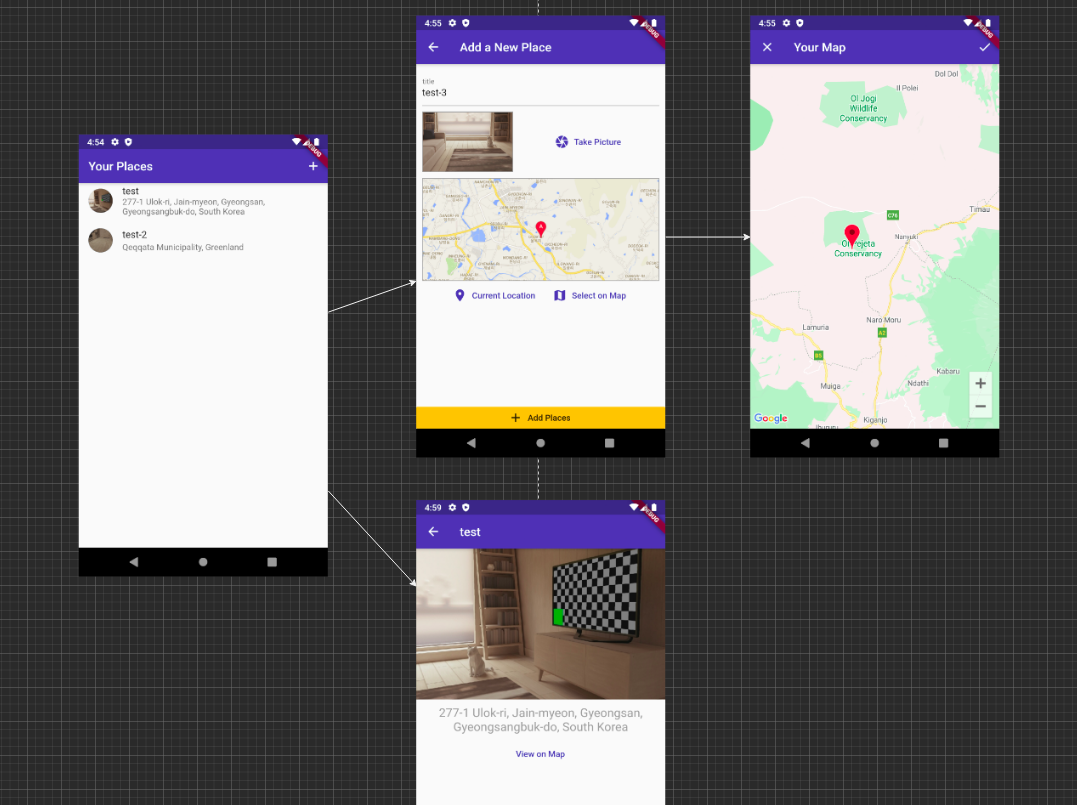 4:54
DEBUG
Your Places
test
277-1 Ulok-ri, Jain-myeon, Gyeongsan,
Gyeongsangbuk-do, South Korea
test-2
Qeqqata Municipality, Greenland
4:55
DEBUG
Add a New Place
title
test-3
Take Picture
A
Current Location
Select on Map
Add Places
4:55
DEBUG
Your Map
Dol Dol
Il Polei
Ol Jogi
Wildlife
Conservancy
Timau
C76
Nanyuki
Ol Pejeta
Conservancy
Naro Moru
A2
Lamuria
B5
Kabaru
Ndathi
Muiga
Kiganjo
Google
4:59
DEBUG
test
277-1 Ulok-ri, Jain-myeon, Gyeongsan,
Gyeongsangbuk-do, South Korea
View on Map